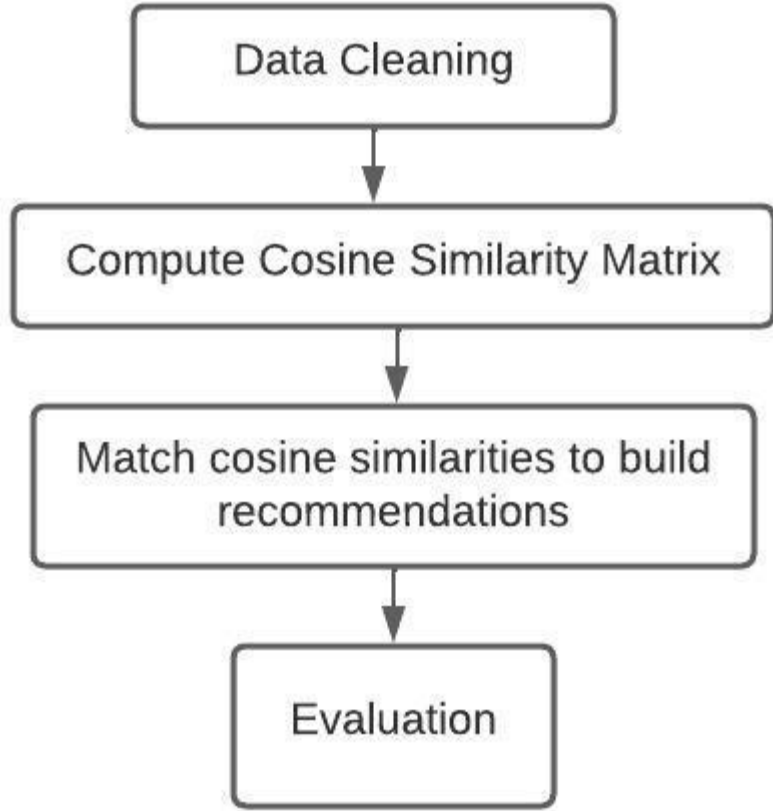 Data Cleaning
Compute Cosine Similarity Matrix
Match cosine similarities to build
recommendations
Evaluation